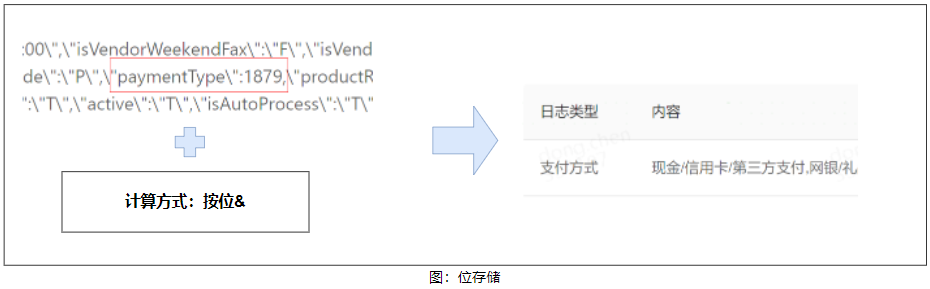 :00\",\"isVendorWeekendFax\":\"F\",\"isVend
de\":\"P\",\"paymentType\":1879,\"productR
\":\"T\",\"active\":\"T\",\"isAutoProcess\":\"T\"
计算方式：按位&
日志类型 内容
支付方式 现金/信用卡/第三方支付,网银/礼
图：位存储